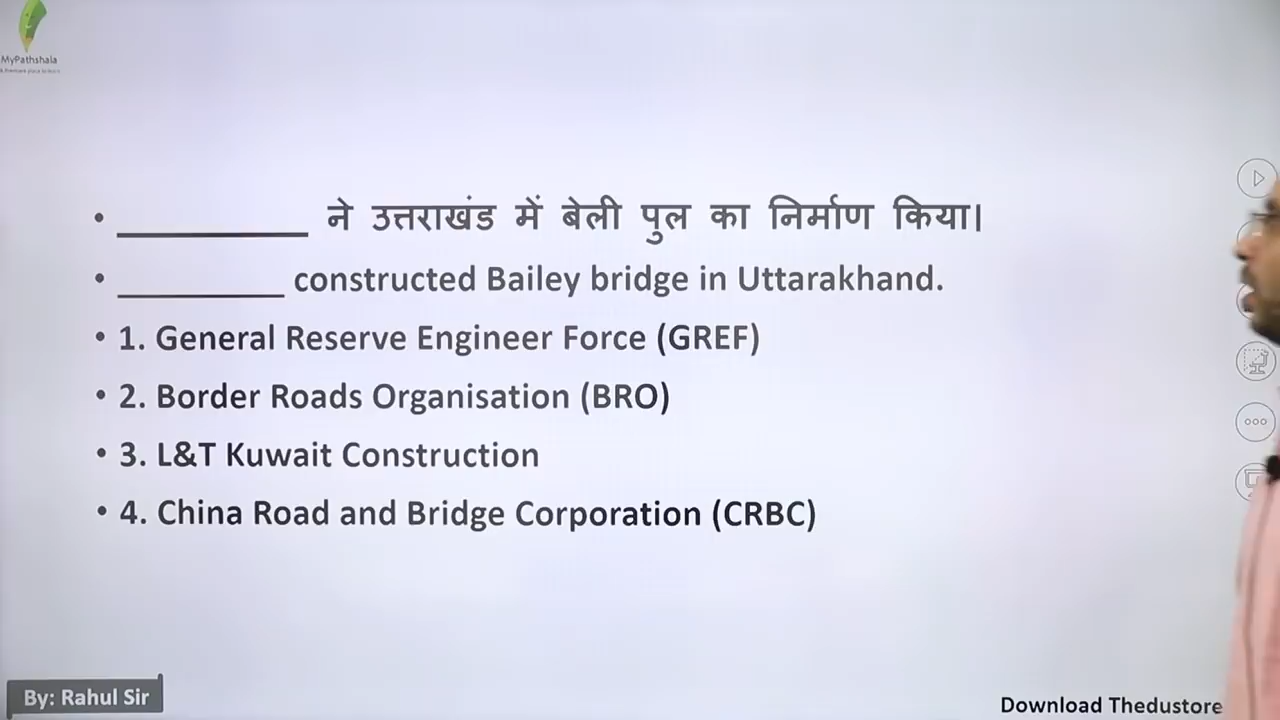 MyPathshala
• __________ ने उत्तराखंड में बेली पुल का निर्माण किया।
• _________ constructed Bailey bridge in Uttarakhand.
• 1. General Reserve Engineer Force (GREF)
• 2. Border Roads Organisation (BRO)
• 3. L&T Kuwait Construction
• 4. China Road and Bridge Corporation (CRBC)
By: Rahul Sir
Download Thedustore